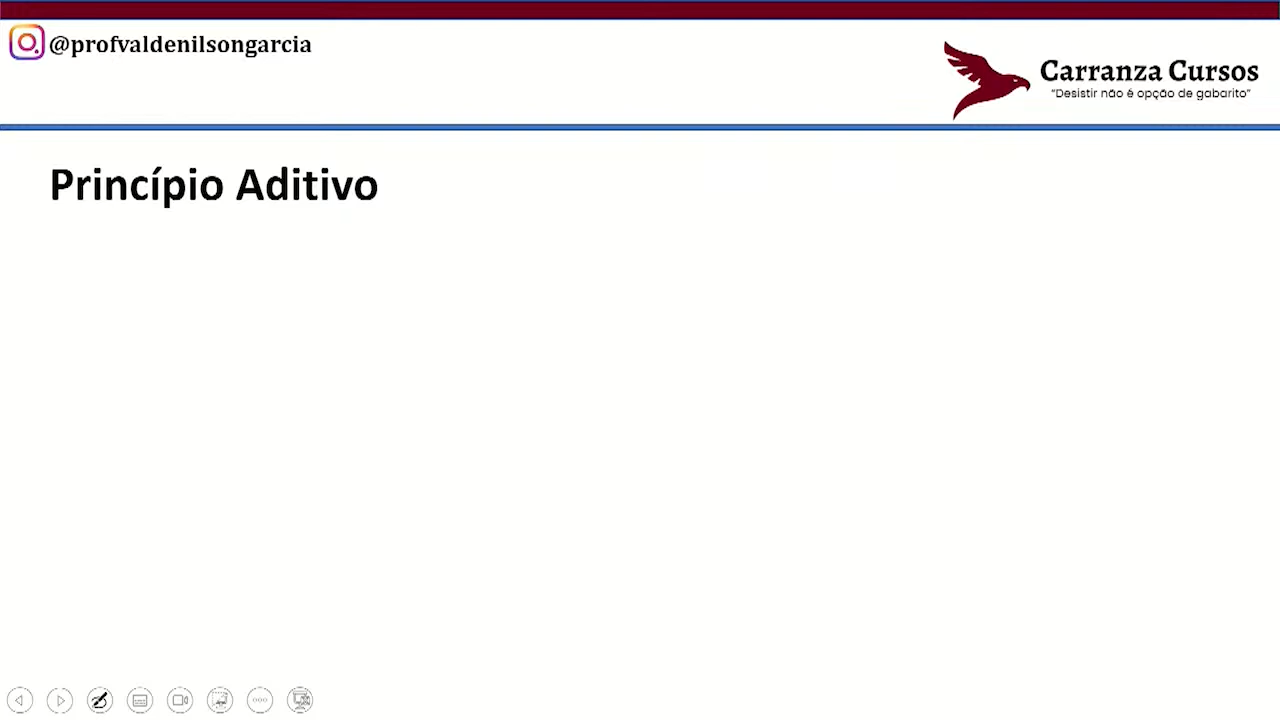 @profvaldenilsongarcia
Carranza Cursos
"Desistir não é opção de gabarito"
Princípio Aditivo